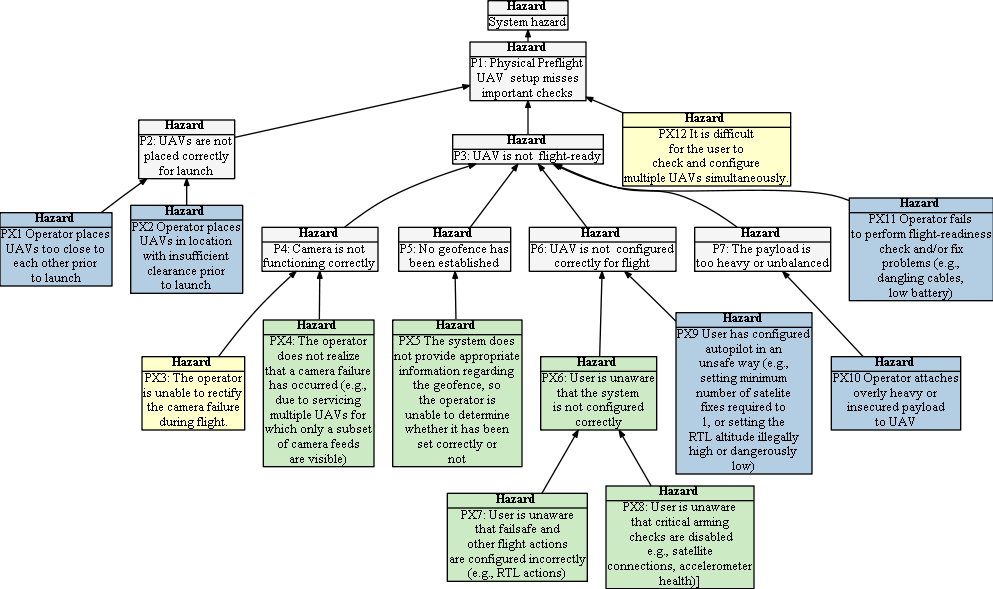 Hazard
System hazard
Hazard
P1: Physical Preflight
UAV setup misses
important checks
Hazard
P2: UAVs are not
placed correctly
for launch
Hazard
P3: UAV is not flight-ready
Hazard
PX12 It is difficult
for the user to
check and configure
multiple UAVs simultaneously.
Hazard
PX1 Operator places
UAVs too close to
each other prior
to launch
Hazard
PX2 Operator places
UAVs in location
with insufficient
clearance prior
to launch
Hazard
P4: Camera is not
functioning correctly
Hazard
P5: No geofence has
been established
Hazard
P6: UAV is not configured
correctly for flight
Hazard
P7: The payload is
too heavy or unbalanced
Hazard
PX11 Operator fails
to perform flight-readiness
check and/or fix
problems (e.g.,
dangling cables,
low battery)
Hazard
PX3: The operator
is unable to rectify
the camera failure
during flight.
Hazard
PX4: The operator
does not realize
that a camera failure
has occurred (e.g.,
due to servicing
multiple UAVs for
which only a subset
of camera feeds
are visible)
Hazard
PX5 The system does
not provide appropriate
information regarding
the geofence, so
the operator is
unable to determine
whether it has been
set correctly or
not
Hazard
PX6: User is unaware
that the system
is not configured
correctly
Hazard
PX9 User has configured
autopilot in an
unsafe way (e.g.,
setting minimum
number of satelite
fixes required to
1, or setting the
RTL altitude illegally
high or dangerously
low)
Hazard
PX10 Operator attaches
overly heavy or
insecured payload
to UAV
Hazard
PX7: User is unaware
that failsafe and
other flight actions
are configured incorrectly
(e.g., RTL actions)
Hazard
PX8: User is unaware
that critical arming
checks are disabled
e.g., satellite
connections, accelerometer
health)]